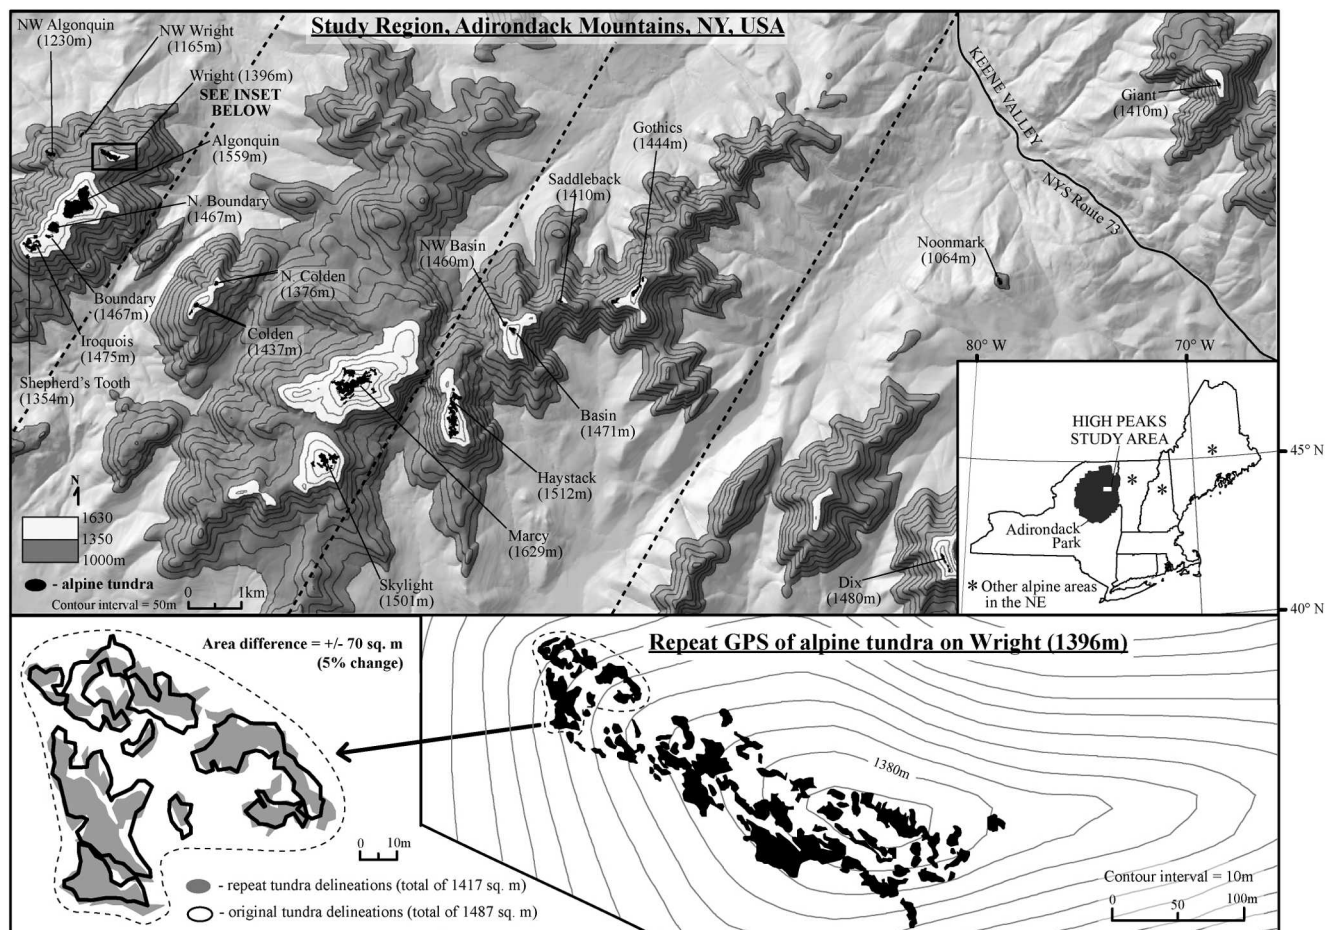 Study Region, Adirondack Mountains, NY, USA
NW Algonquin
(1230m)
NW Wright
(1165m)
Wright (1396m)
SEE INSET
BELOW
Algonquin
(1559m)
N. Boundary
(1467m)
Boundary
(1467m)
Iroquois
(1475m)
Shepherd's Tooth
(1354m)
N. Colden
(1376m)
Colden
(1437m)
NW Basin
(1460m)
Saddleback
(1410m)
Gothics
(1444m)
Basin
(1471m)
Haystack
(1512m)
Marcy
(1629m)
Skylight
(1501m)
KEENE VALLEY
NYS Route 73
Giant
(1410m)
Noonmark
(1064m)
Dix
(1480m)
N
1630
1350
1000m
- alpine tundra
Contour interval = 50m
0
1km
80° W
70° W
45° N
40° N
HIGH PEAKS
STUDY AREA
Adirondack
Park
* Other alpine areas
in the NE
*
*
*
Area difference = +/- 70 sq. m
(5% change)
0 10m
- repeat tundra delineations (total of 1417 sq. m)
- original tundra delineations (total of 1487 sq. m)
Repeat GPS of alpine tundra on Wright (1396m)
1380m
Contour interval = 10m
0 50 100m